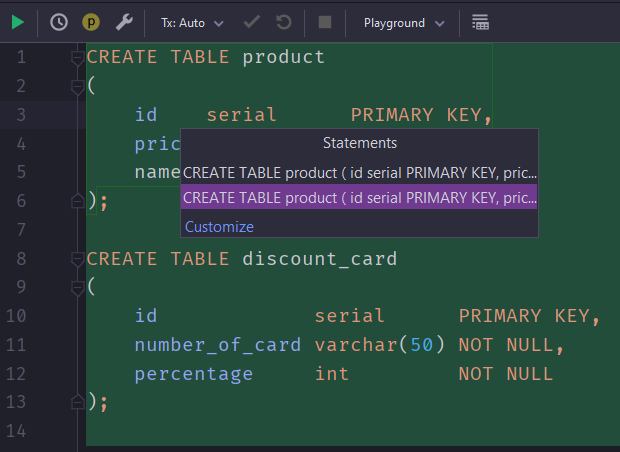 p Tx: Auto Playground
1 CREATE TABLE product
2 (
3 id serial PRIMARY KEY,
4 pric
Statements
5 name
CREATE TABLE product ( id serial PRIMARY KEY, pric...
CREATE TABLE product ( id serial PRIMARY KEY, pric...
6 );
Customize
7
8 CREATE TABLE discount_card
9 (
10 id serial PRIMARY KEY,
11 number_of_card varchar(50) NOT NULL,
12 percentage int NOT NULL
13 );
14